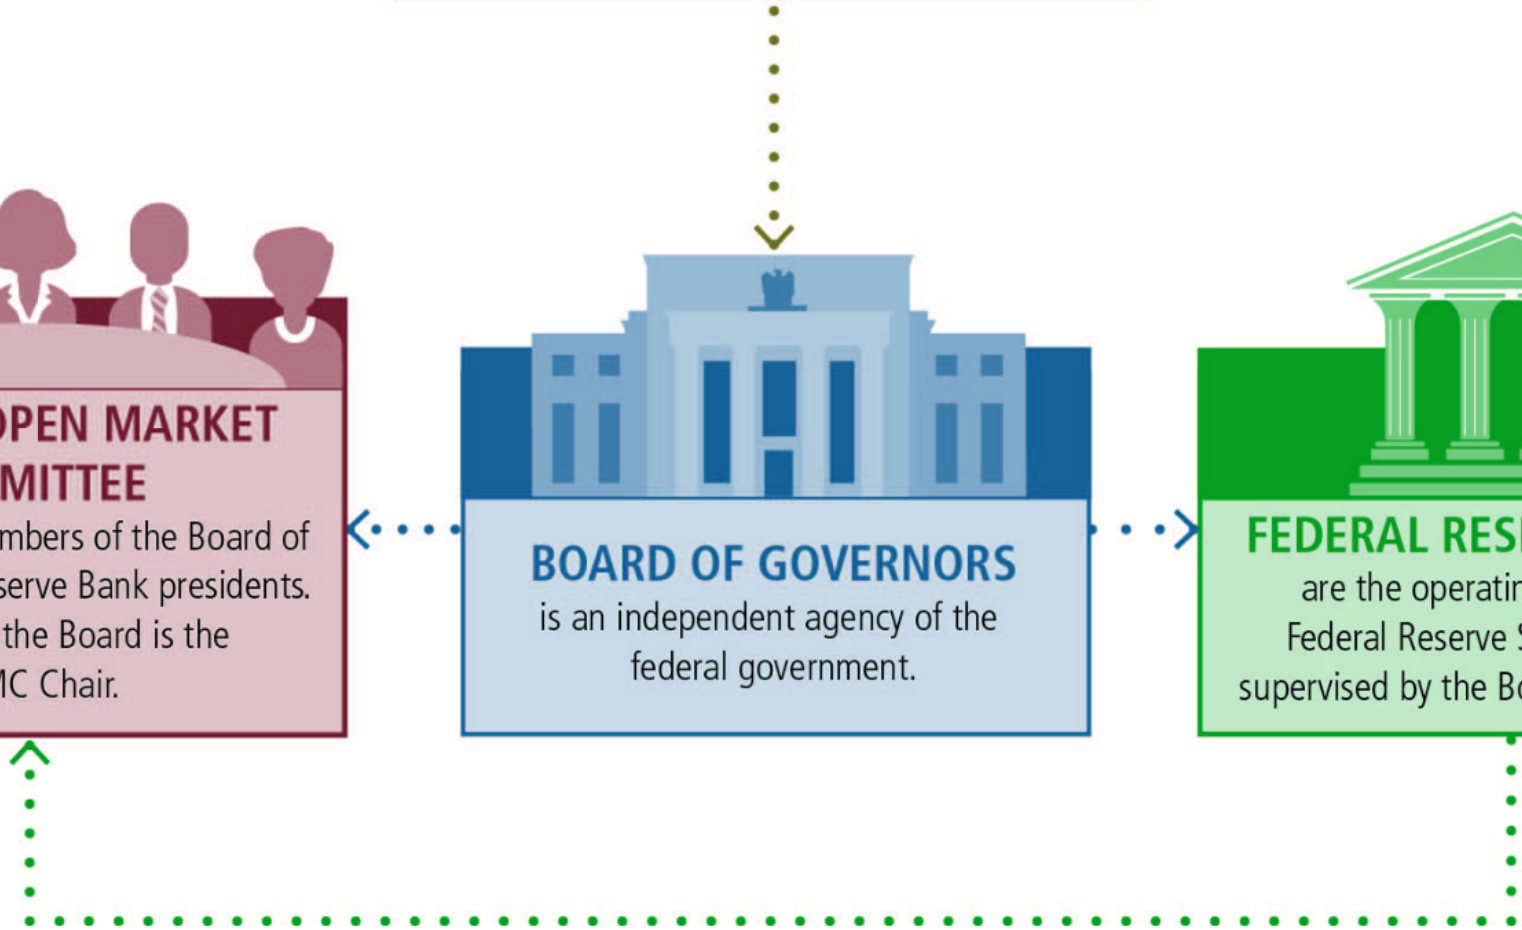 OPEN MARKET
MITTEE
mbers of the Board of
serve Bank presidents.
the Board is the
MC Chair.
BOARD OF GOVERNORS
is an independent agency of the
federal government.
FEDERAL RES
are the operatin
Federal Reserve S
supervised by the Bo